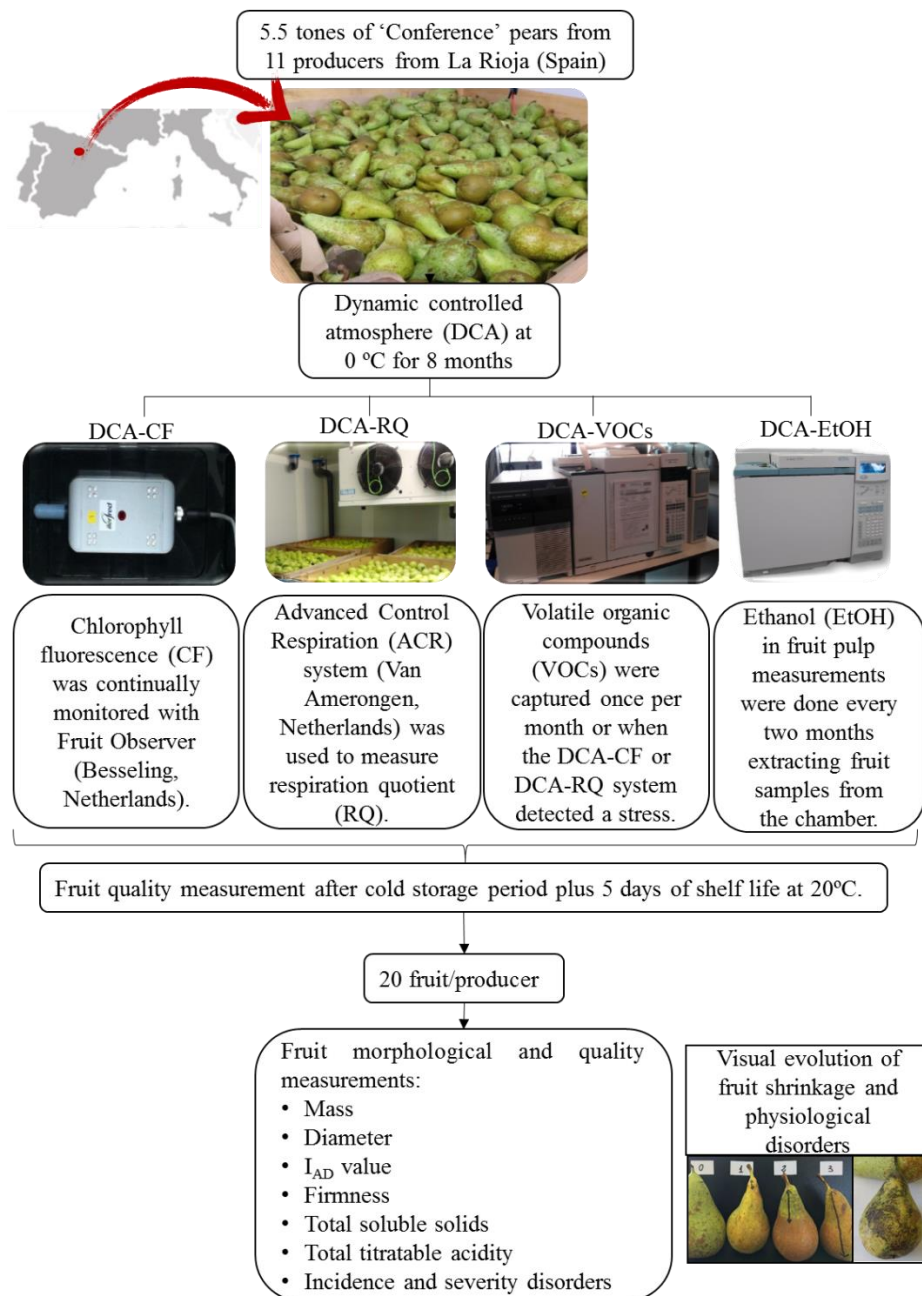 5.5 tones of ‘Conference’ pears from
11 producers from La Rioja (Spain)
Dynamic controlled
atmosphere (DCA) at
0 ºC for 8 months
DCA-CF
DCA-RQ
DCA-VOCs
DCA-EtOH
Chlorophyll
fluorescence (CF)
was continually
monitored with
Fruit Observer
(Besseling,
Netherlands).
Advanced Control
Respiration (ACR)
system (Van
Amerongen,
Netherlands) was
used to measure
respiration quotient
(RQ).
Volatile organic
compounds
(VOCs) were
captured once per
month or when
the DCA-CF or
DCA-RQ system
detected a stress.
Ethanol (EtOH)
in fruit pulp
measurements
were done every
two months
extracting fruit
samples from
the chamber.
Fruit quality measurement after cold storage period plus 5 days of shelf life at 20ºC.
20 fruit/producer
Fruit morphological and quality
measurements:
• Mass
• Diameter
• I_AD value
• Firmness
• Total soluble solids
• Total titratable acidity
• Incidence and severity disorders
Visual evolution of
fruit shrinkage and
physiological
disorders
0 1 2 3